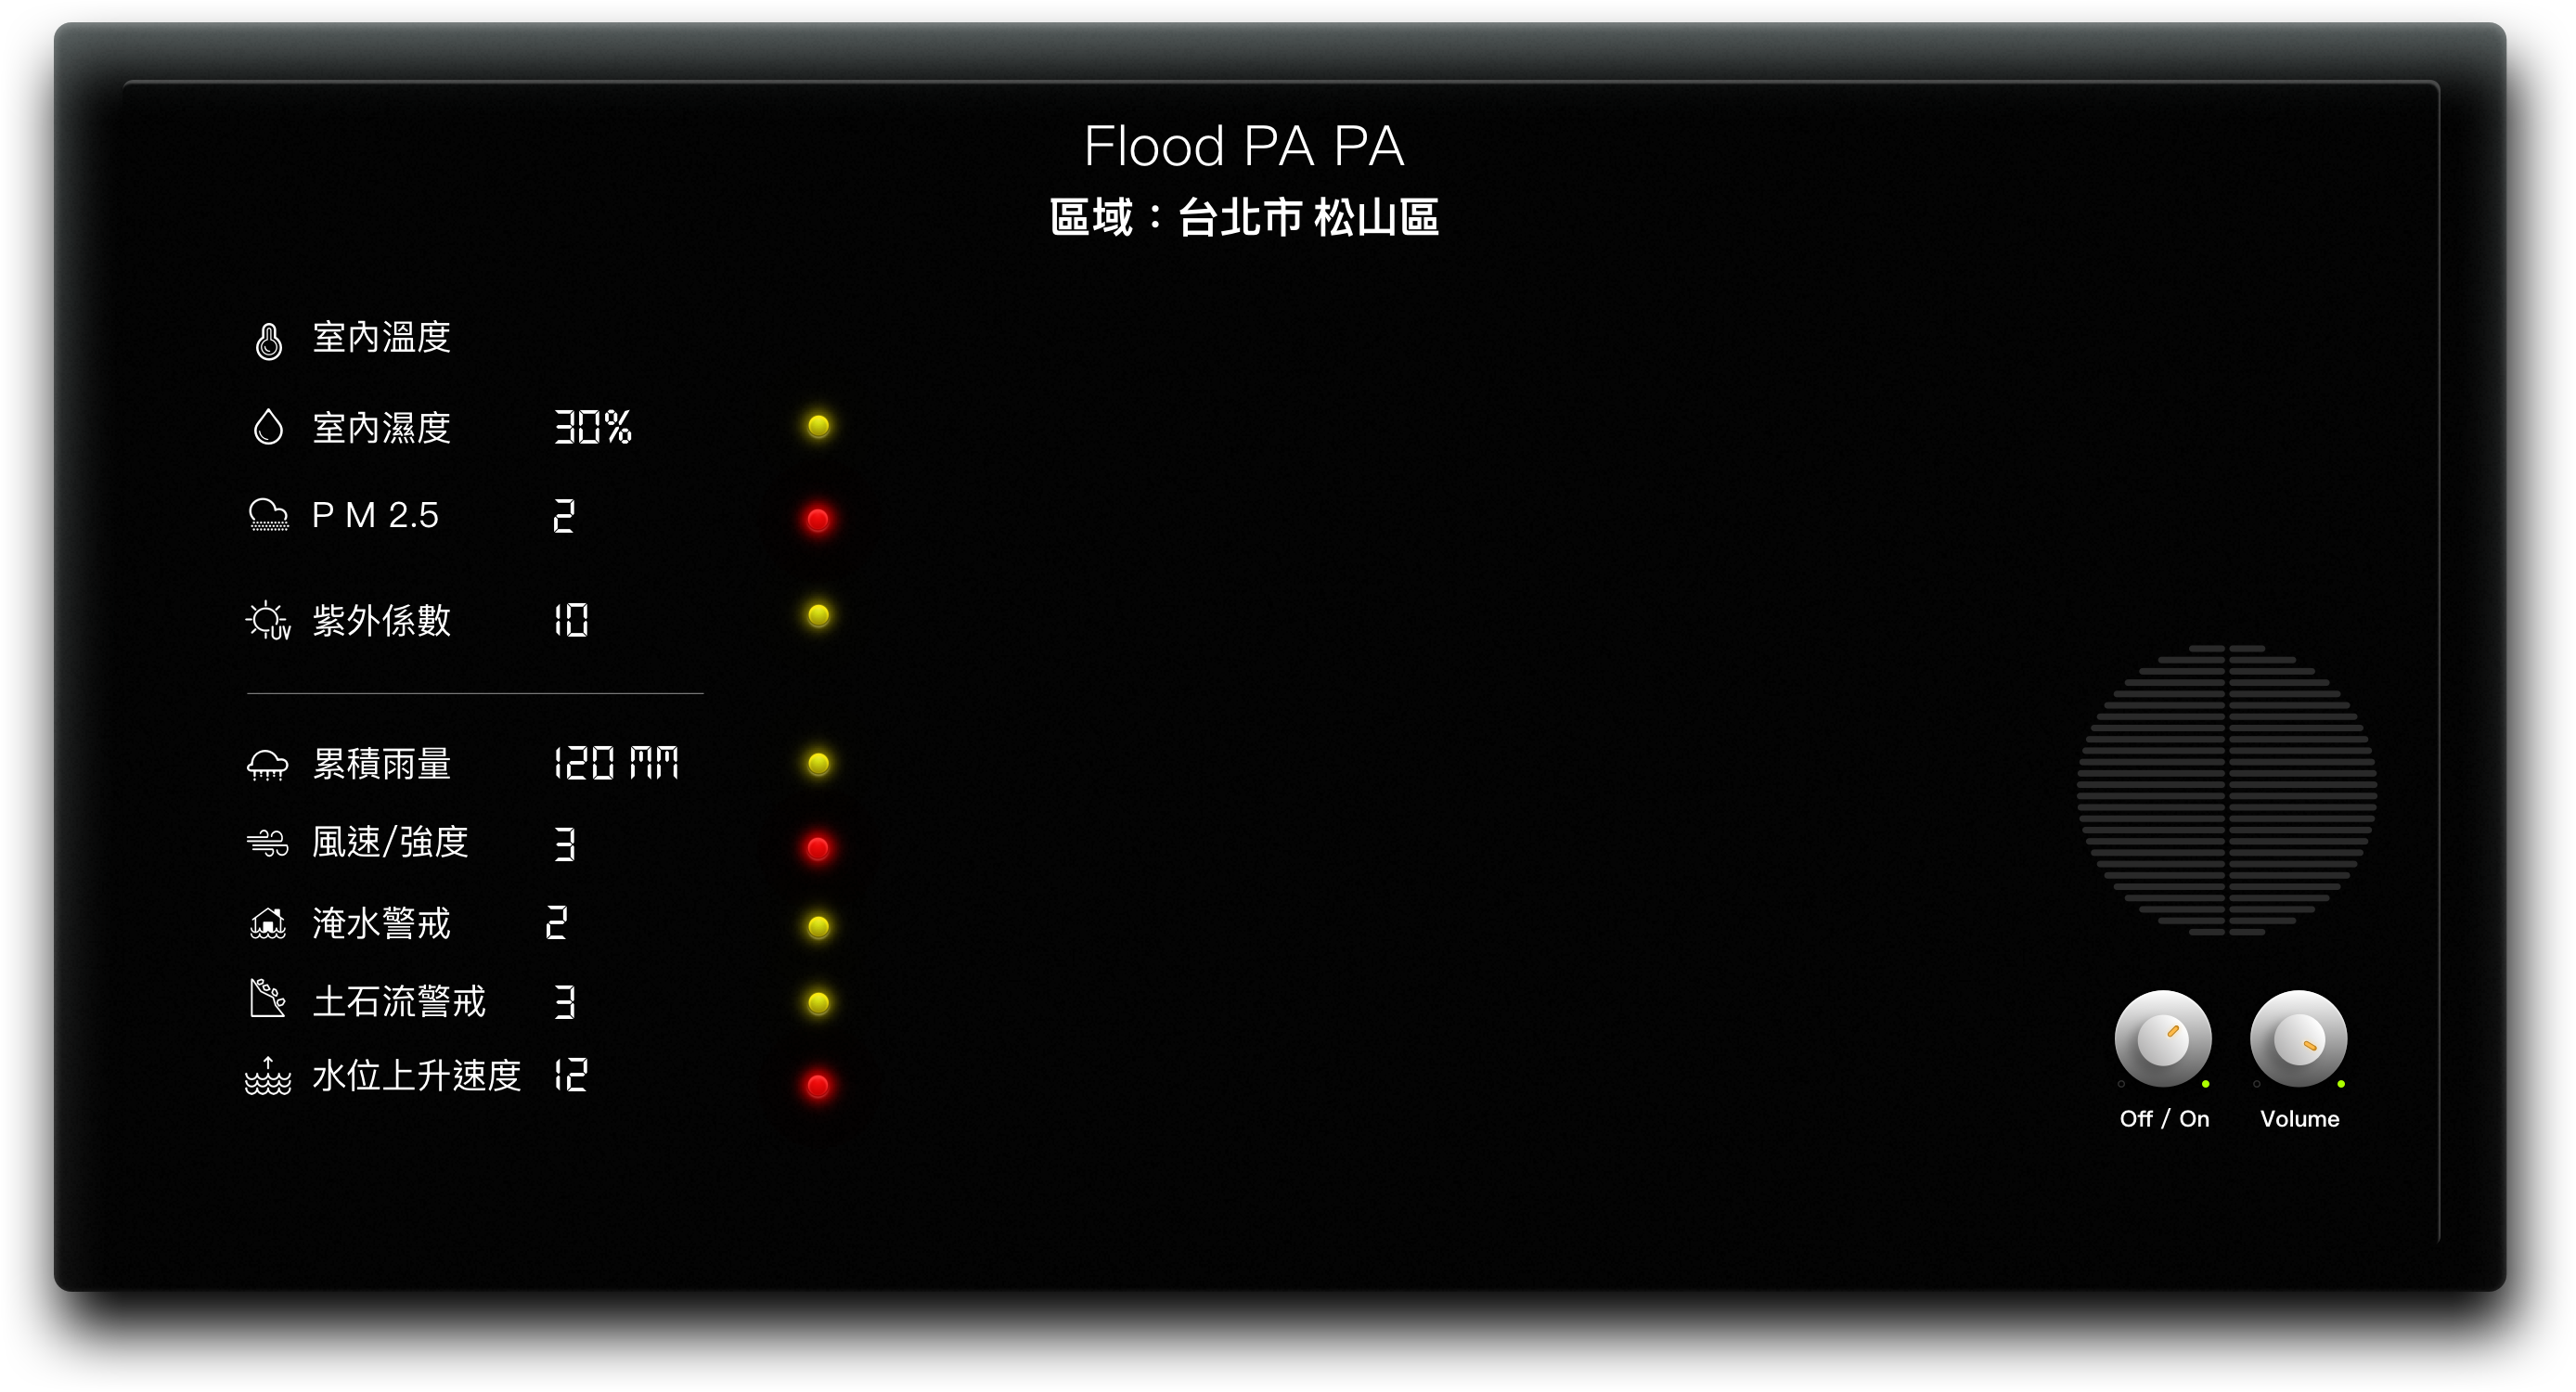 Flood PA PA
區域：台北市 松山區
室內溫度
室內濕度 30%
P M 2.5 2
UV 紫外係數 10
累積雨量 120 MM
風速/強度 3
淹水警戒 2
土石流警戒 3
水位上升速度 12
Off / On Volume